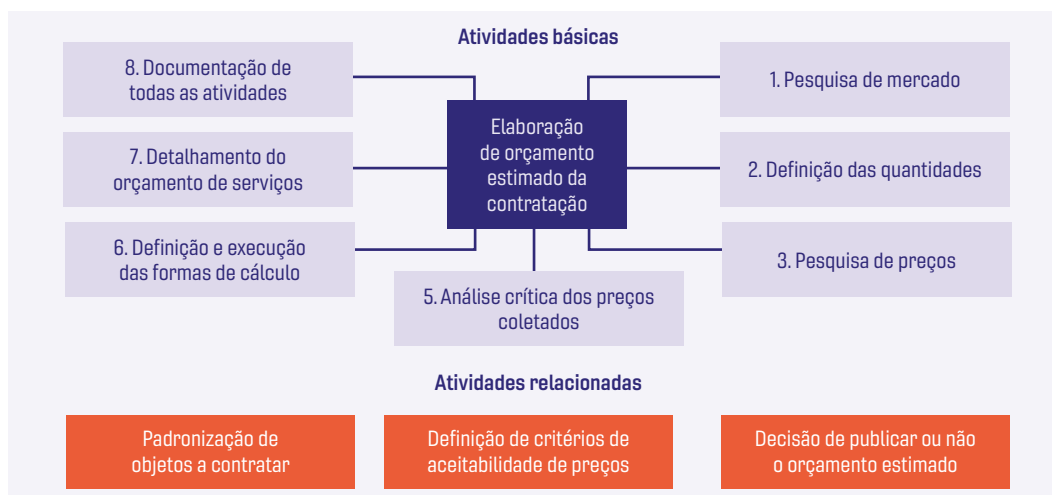 Atividades básicas
8. Documentação de
todas as atividades
1. Pesquisa de mercado
Elaboração
de orçamento
estimado da
contratação
7. Detalhamento do
orçamento de serviços
2. Definição das quantidades
6. Definição e execução
das formas de cálculo
3. Pesquisa de preços
5. Análise crítica dos preços
coletados
Atividades relacionadas
Padronização de
objetos a contratar
Definição de critérios de
aceitabilidade de preços
Decisão de publicar ou não
o orçamento estimado